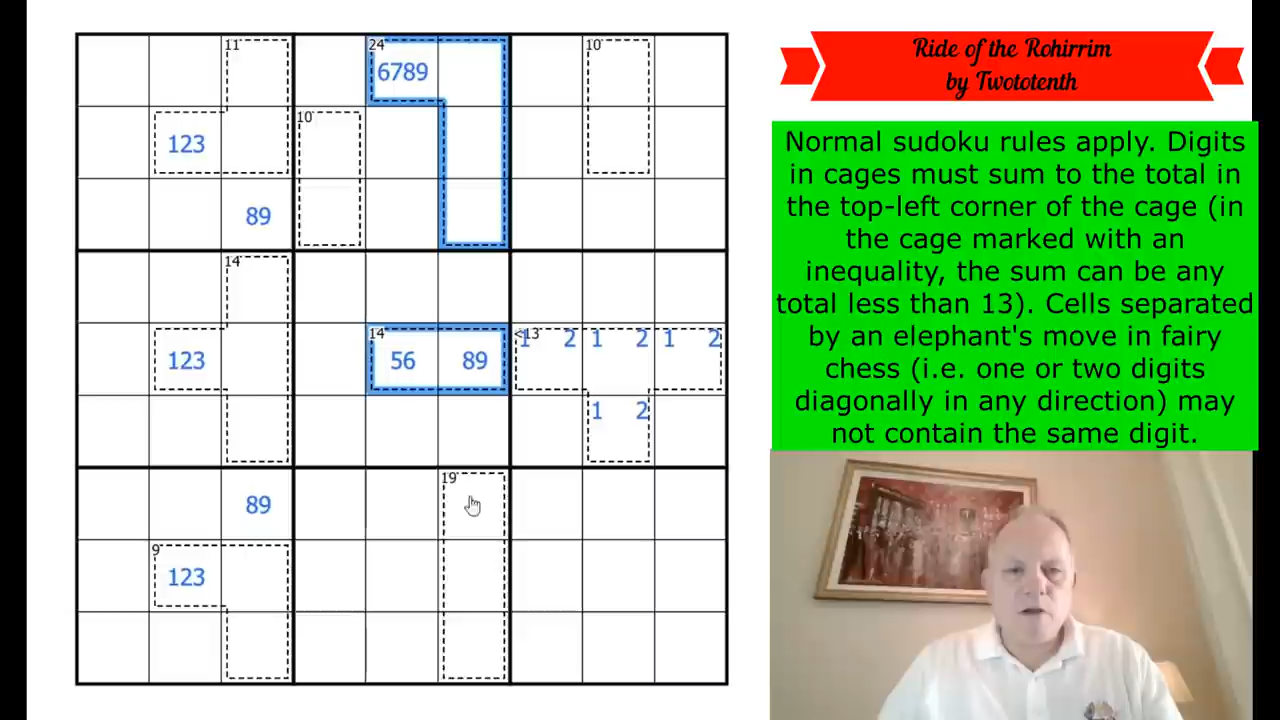 Ride of the Rohirrim
by Twototenth
Normal sudoku rules apply. Digits
in cages must sum to the total in
the top-left corner of the cage (in
the cage marked with an
inequality, the sum can be any
total less than 13). Cells separated
by an elephant's move in fairy
chess (i.e. one or two digits
diagonally in any direction) may
not contain the same digit.
11 24 10
6789
10
123
89
14
14 <13
1 2 1 2 1 2
123 56 89
1 2
19
89
9
123